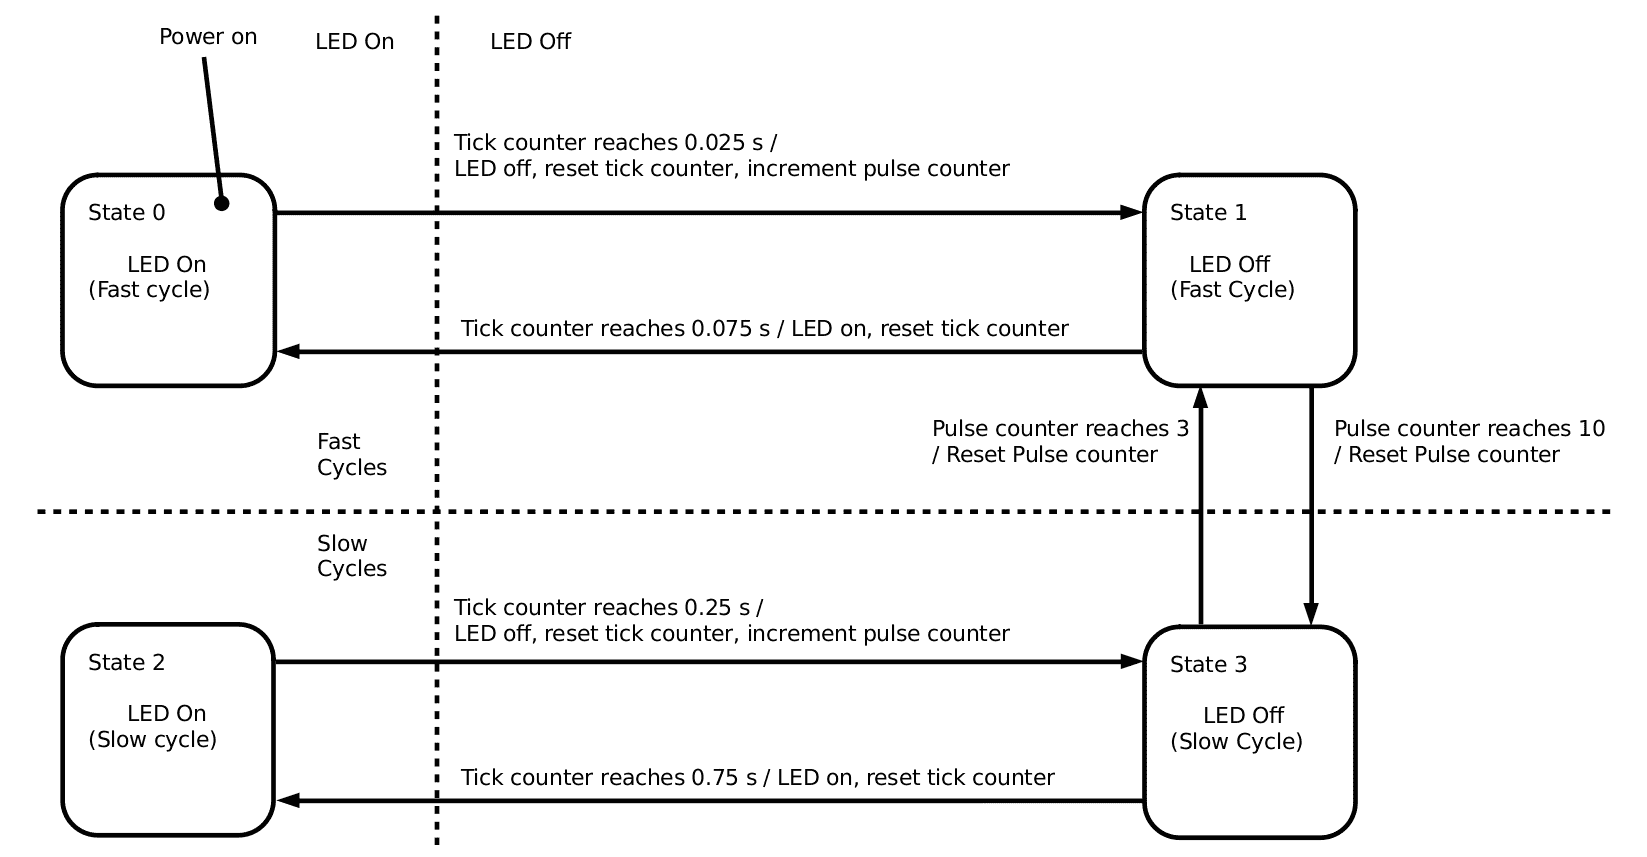 Power on
LED On
LED Off
Tick counter reaches 0.025 s /
LED off, reset tick counter, increment pulse counter
State 0
LED On
(Fast cycle)
State 1
LED Off
(Fast Cycle)
Tick counter reaches 0.075 s / LED on, reset tick counter
Fast
Cycles
Pulse counter reaches 3
/ Reset Pulse counter
Pulse counter reaches 10
/ Reset Pulse counter
Slow
Cycles
Tick counter reaches 0.25 s /
LED off, reset tick counter, increment pulse counter
State 2
LED On
(Slow cycle)
State 3
LED Off
(Slow Cycle)
Tick counter reaches 0.75 s / LED on, reset tick counter